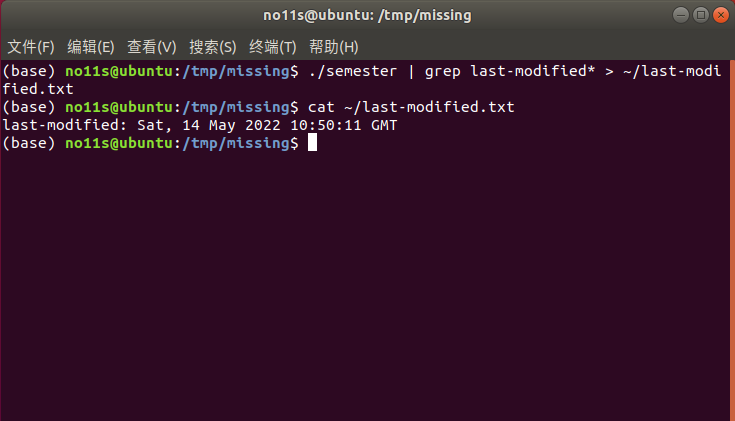 no11s@ubuntu: /tmp/missing
文件(F) 编辑(E) 查看(V) 搜索(S) 终端(T) 帮助(H)
(base) no11s@ubuntu:/tmp/missing$ ./semester | grep last-modified* > ~/last-modi
fied.txt
(base) no11s@ubuntu:/tmp/missing$ cat ~/last-modified.txt
last-modified: Sat, 14 May 2022 10:50:11 GMT
(base) no11s@ubuntu:/tmp/missing$